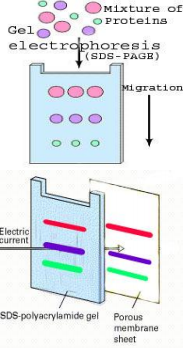 Mixture of
Proteins
Gel
electrophoresis
(SDS-PAGE)
Migration
Electric
current
SDS-polyacrylamide gel
Porous
membrane
sheet